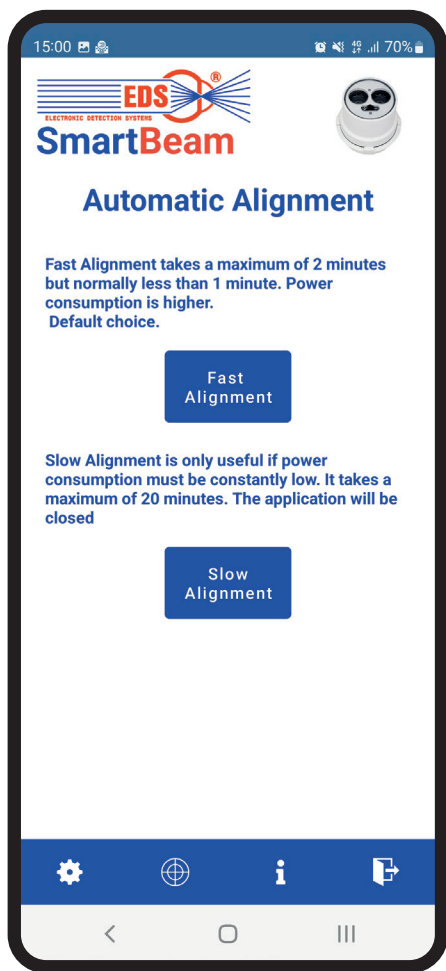 15:00
4G
70%
EDS
®
ELECTRONIC DETECTION SYSTEMS
SmartBeam
Automatic Alignment
Fast Alignment takes a maximum of 2 minutes
but normally less than 1 minute. Power
consumption is higher.
Default choice.
Fast
Alignment
Slow Alignment is only useful if power
consumption must be constantly low. It takes a
maximum of 20 minutes. The application will be
closed
Slow
Alignment